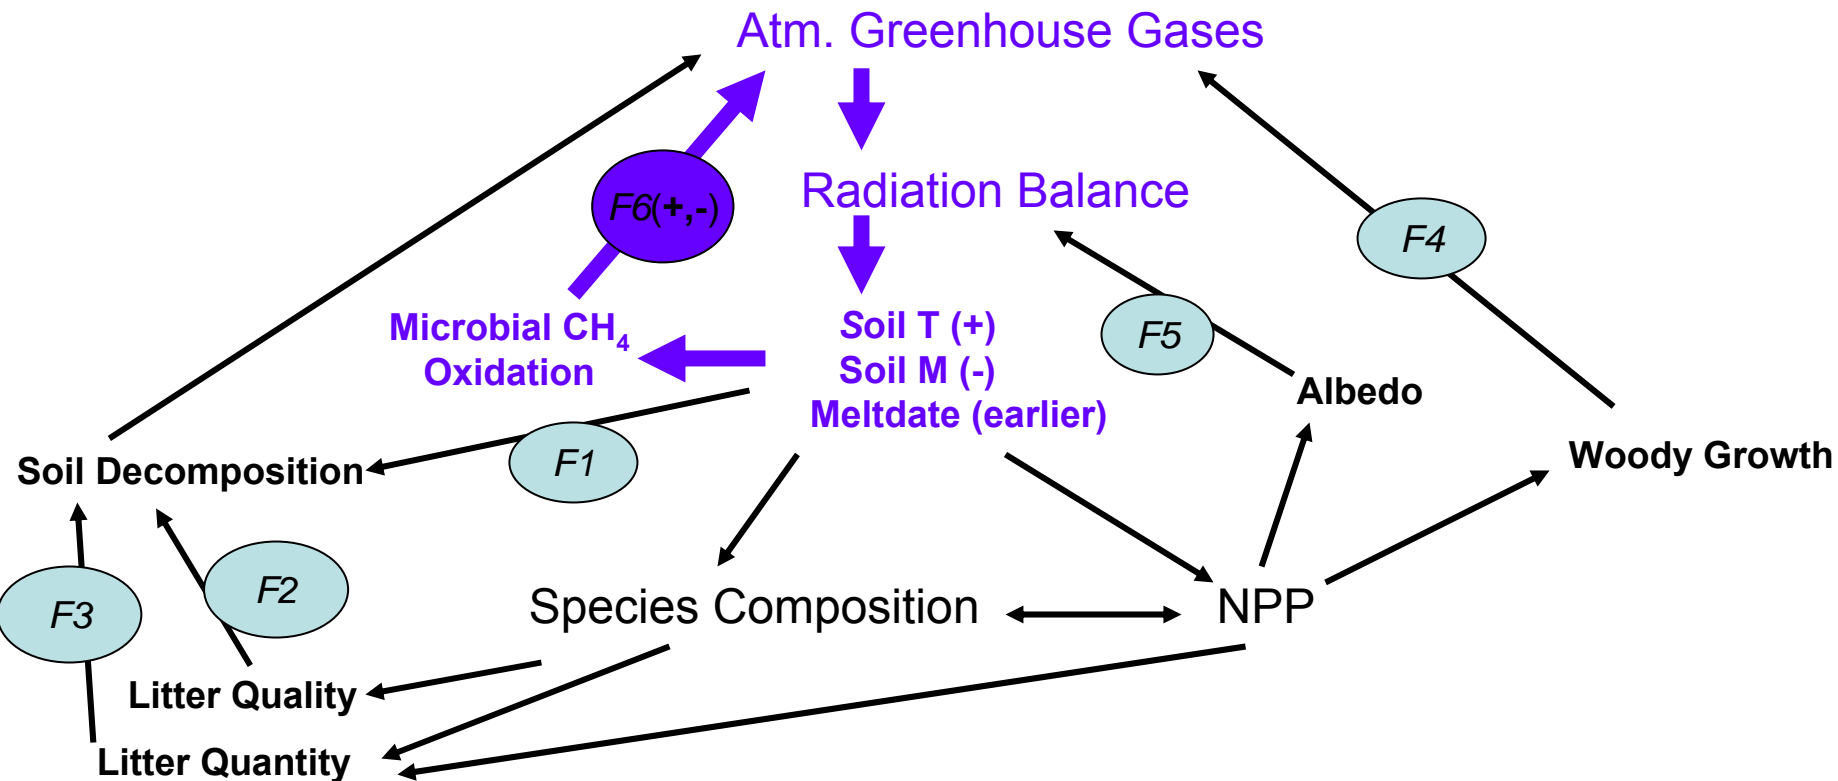 Atm. Greenhouse Gases
Radiation Balance
F6(+,-)
F4
Microbial CH4
Oxidation
Soil T (+)
Soil M (-)
Meltdate (earlier)
F5
Albedo
Woody Growth
Soil Decomposition
F1
F3
F2
Species Composition
NPP
Litter Quality
Litter Quantity